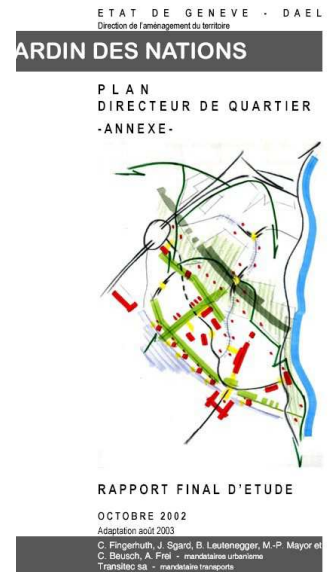 ETAT DE GENEVE - DAEL
Direction de l'aménagement du territoire
ARDIN DES NATIONS
PLAN
DIRECTEUR DE QUARTIER
-ANNEXE-
RAPPORT FINAL D'ETUDE
OCTOBRE 2002
Adaptation août 2003
C. Fingerhuth, J. Sgard, B. Leutenegger, M.-P. Mayor et
C. Beusch, A. Frei - mandataires urbanisme
Transitec sa - mandataire transports